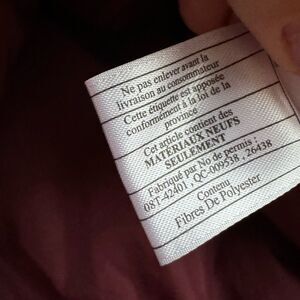 Ne pas enlever avant la
livraison au consommateur
Cette étiquette est apposée
conformément à la loi de la
province
Cet article contient des
MATÉRIAUX NEUFS
SEULEMENT
Fabriqué par No de permis :
08T-42401 , QC-009538 , 26438
Contenu
Fibres De Polyester